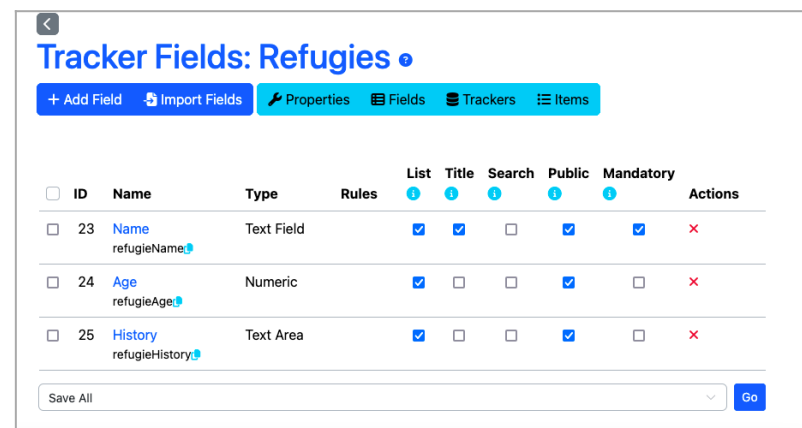 Tracker Fields: Refugies
+ Add Field Import Fields Properties Fields Trackers Items
ID Name Type Rules List Title Search Public Mandatory Actions
23 Name Text Field
refugieName
24 Age Numeric
refugieAge
25 History Text Area
refugieHistory
Save All Go